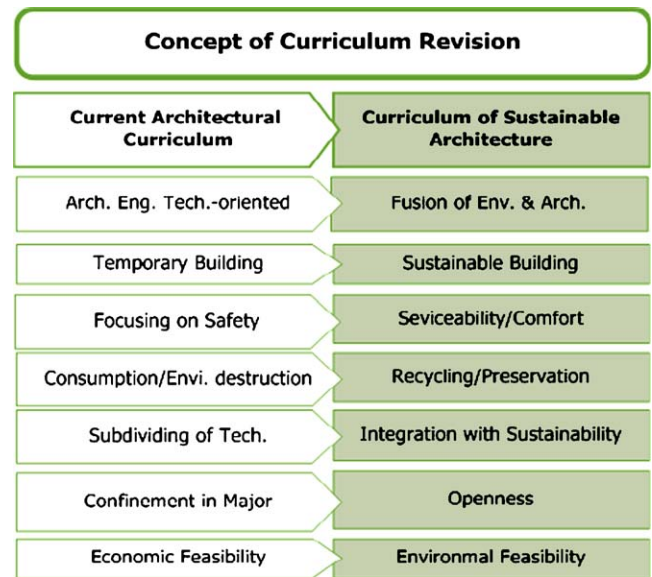 Concept of Curriculum Revision
Current Architectural
Curriculum
Curriculum of Sustainable
Architecture
Arch. Eng. Tech.-oriented
Fusion of Env. & Arch.
Temporary Building
Sustainable Building
Focusing on Safety
Seviceability/Comfort
Consumption/Envi. destruction
Recycling/Preservation
Subdividing of Tech.
Integration with Sustainability
Confinement in Major
Openness
Economic Feasibility
Environmal Feasibility